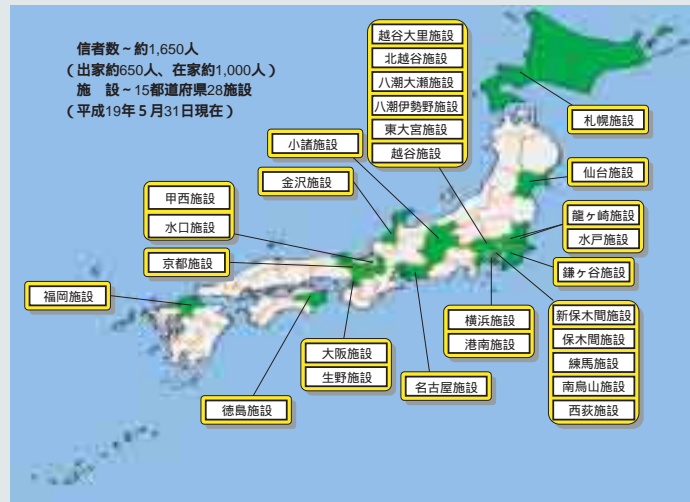 信者数～約1,650人
（出家約650人、在家約1,000人）
施　設～15都道府県28施設
（平成19年５月31日現在）
越谷大里施設
北越谷施設
八潮大瀬施設
八潮伊勢野施設
東大宮施設
越谷施設
札幌施設
小諸施設
仙台施設
金沢施設
甲西施設
水口施設
龍ヶ崎施設
水戸施設
京都施設
鎌ヶ谷施設
福岡施設
横浜施設
港南施設
新保木間施設
保木間施設
練馬施設
南烏山施設
西荻施設
大阪施設
生野施設
名古屋施設
徳島施設